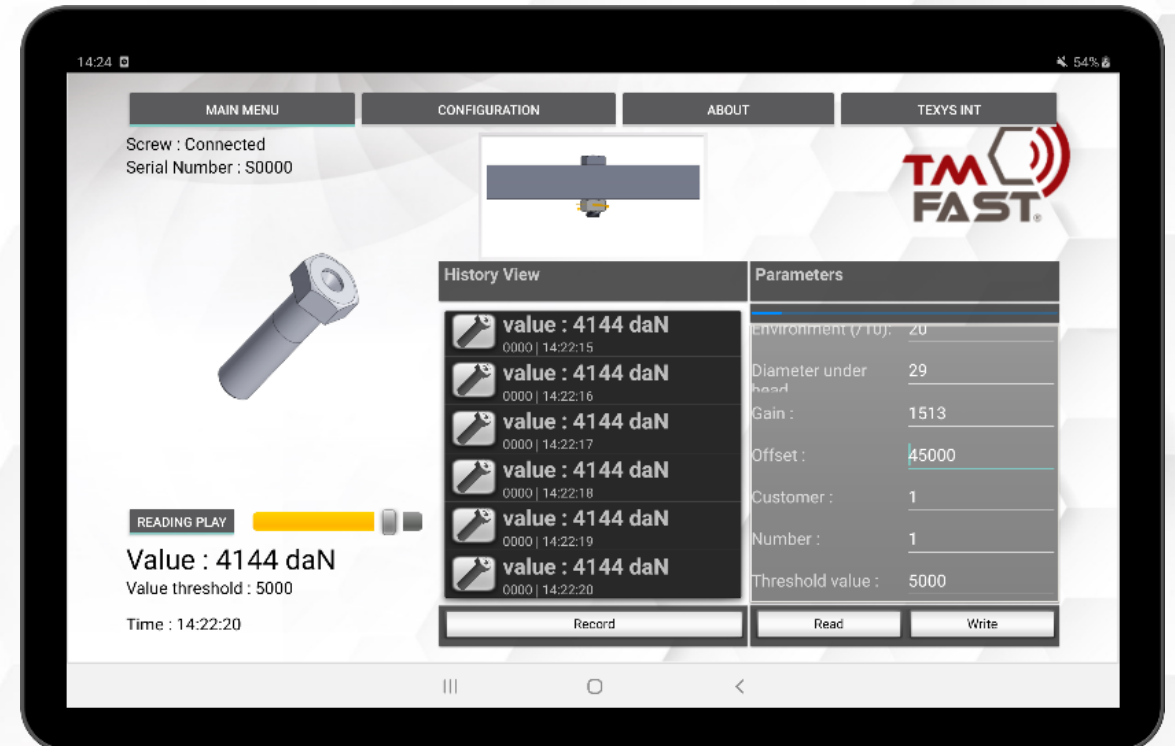 14:24
54%
MAIN MENU
CONFIGURATION
ABOUT
TEXYS INT
Screw : Connected
Serial Number : S0000
TM
FAST®
History View
value : 4144 daN
0000 | 14:22:15
value : 4144 daN
0000 | 14:22:16
value : 4144 daN
0000 | 14:22:17
value : 4144 daN
0000 | 14:22:18
value : 4144 daN
0000 | 14:22:19
value : 4144 daN
0000 | 14:22:20
Record
Parameters
Environment (/10): 20
Diameter under 29
head
Gain : 1513
Offset : 45000
Customer : 1
Number : 1
Threshold value : 5000
Read
Write
READING PLAY
Value : 4144 daN
Value threshold : 5000
Time : 14:22:20